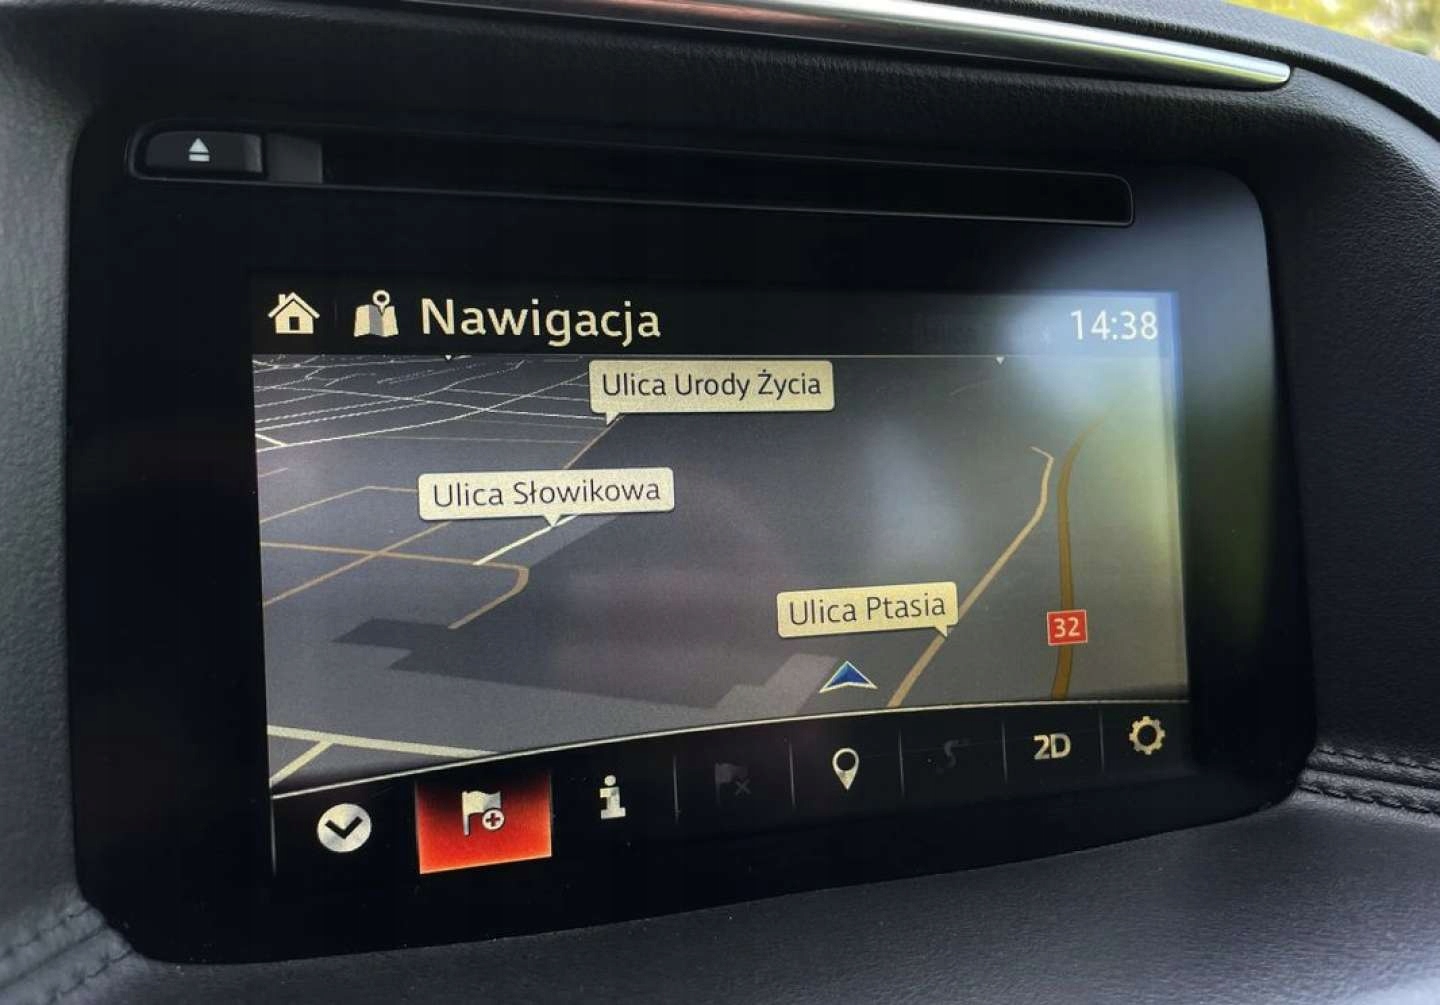 Nawigacja
14:38
Ulica Urody Życia
Ulica Słowikowa
Ulica Ptasia
32
2D